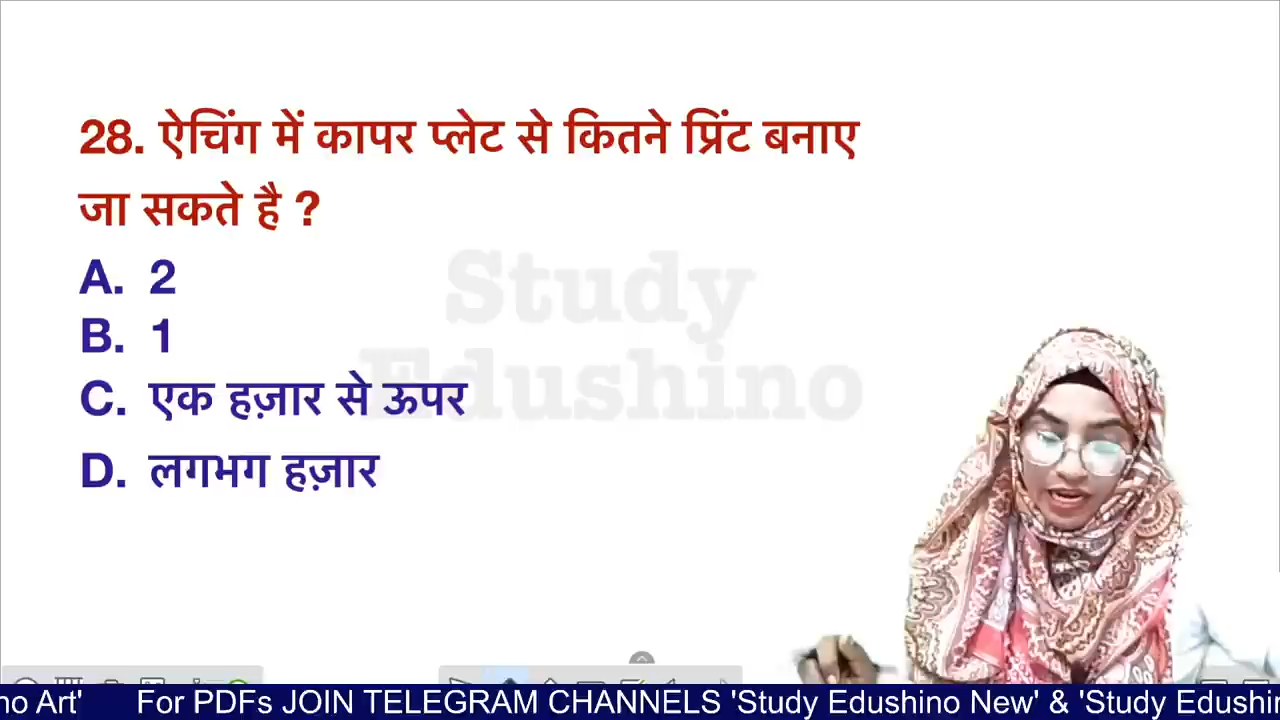 28. ऐचिंग में कापर प्लेट से कितने प्रिंट बनाए
जा सकते है ?
A. 2
B. 1
C. एक हज़ार से ऊपर
D. लगभग हज़ार
Study
Edushino
no Art' For PDFs JOIN TELEGRAM CHANNELS 'Study Edushino New' & 'Study Edushi